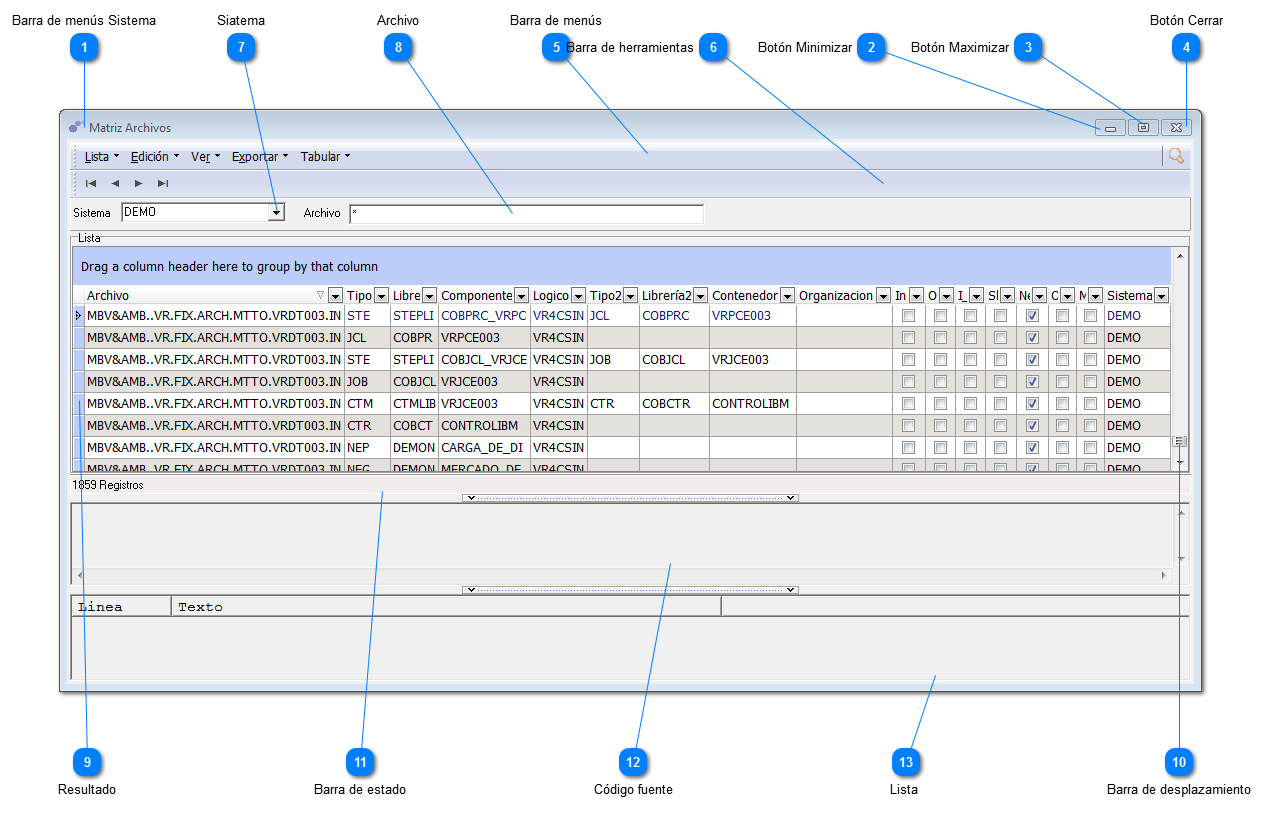 Barra de menús Sistema Siatema Archivo Barra de menús Botón Cerrar
1 7 8 5 Barra de herramientas 6 Botón Minimizar 2 Botón Maximizar 3 4
Matriz Archivos
Lista Edición Ver Exportar Tabular
Sistema DEMO Archivo *
Lista
Drag a column header here to group by that column
Archivo Tipo Libre Componente Logico Tipo2 Librería2 Contenedor Organizacion In O I_ SI Ne C M Sistema
MBV&AMB..VR.FIX.ARCH.MTTO.VRDT003.IN STE STEPLI COBPRC_VRPC VR4CSIN JCL COBPRC VRPCE003 DEMO
MBV&AMB..VR.FIX.ARCH.MTTO.VRDT003.IN JCL COBPR VRPCE003 VR4CSIN DEMO
MBV&AMB..VR.FIX.ARCH.MTTO.VRDT003.IN STE STEPLI COBJCL_VRJCE VR4CSIN JOB COBJCL VRJCE003 DEMO
MBV&AMB..VR.FIX.ARCH.MTTO.VRDT003.IN JOB COBJCL VRJCE003 VR4CSIN DEMO
MBV&AMB..VR.FIX.ARCH.MTTO.VRDT003.IN CTM CTMLIB VRJCE003 VR4CSIN CTR COBCTR CONTROLIBM DEMO
MBV&AMB..VR.FIX.ARCH.MTTO.VRDT003.IN CTR COBCT CONTROLIBM VR4CSIN DEMO
MBV&AMB..VR.FIX.ARCH.MTTO.VRDT003.IN NEP DEMON CARGA_DE_DI VR4CSIN DEMO
MBV&AMB..VR.FIX.ARCH.MTTO.VRDT003.IN NEG DEMON MERCADO_DE VR4CSIN DEMO
1859 Registros
Linea Texto
9 11 12 13 10
Resultado Barra de estado Código fuente Lista Barra de desplazamiento